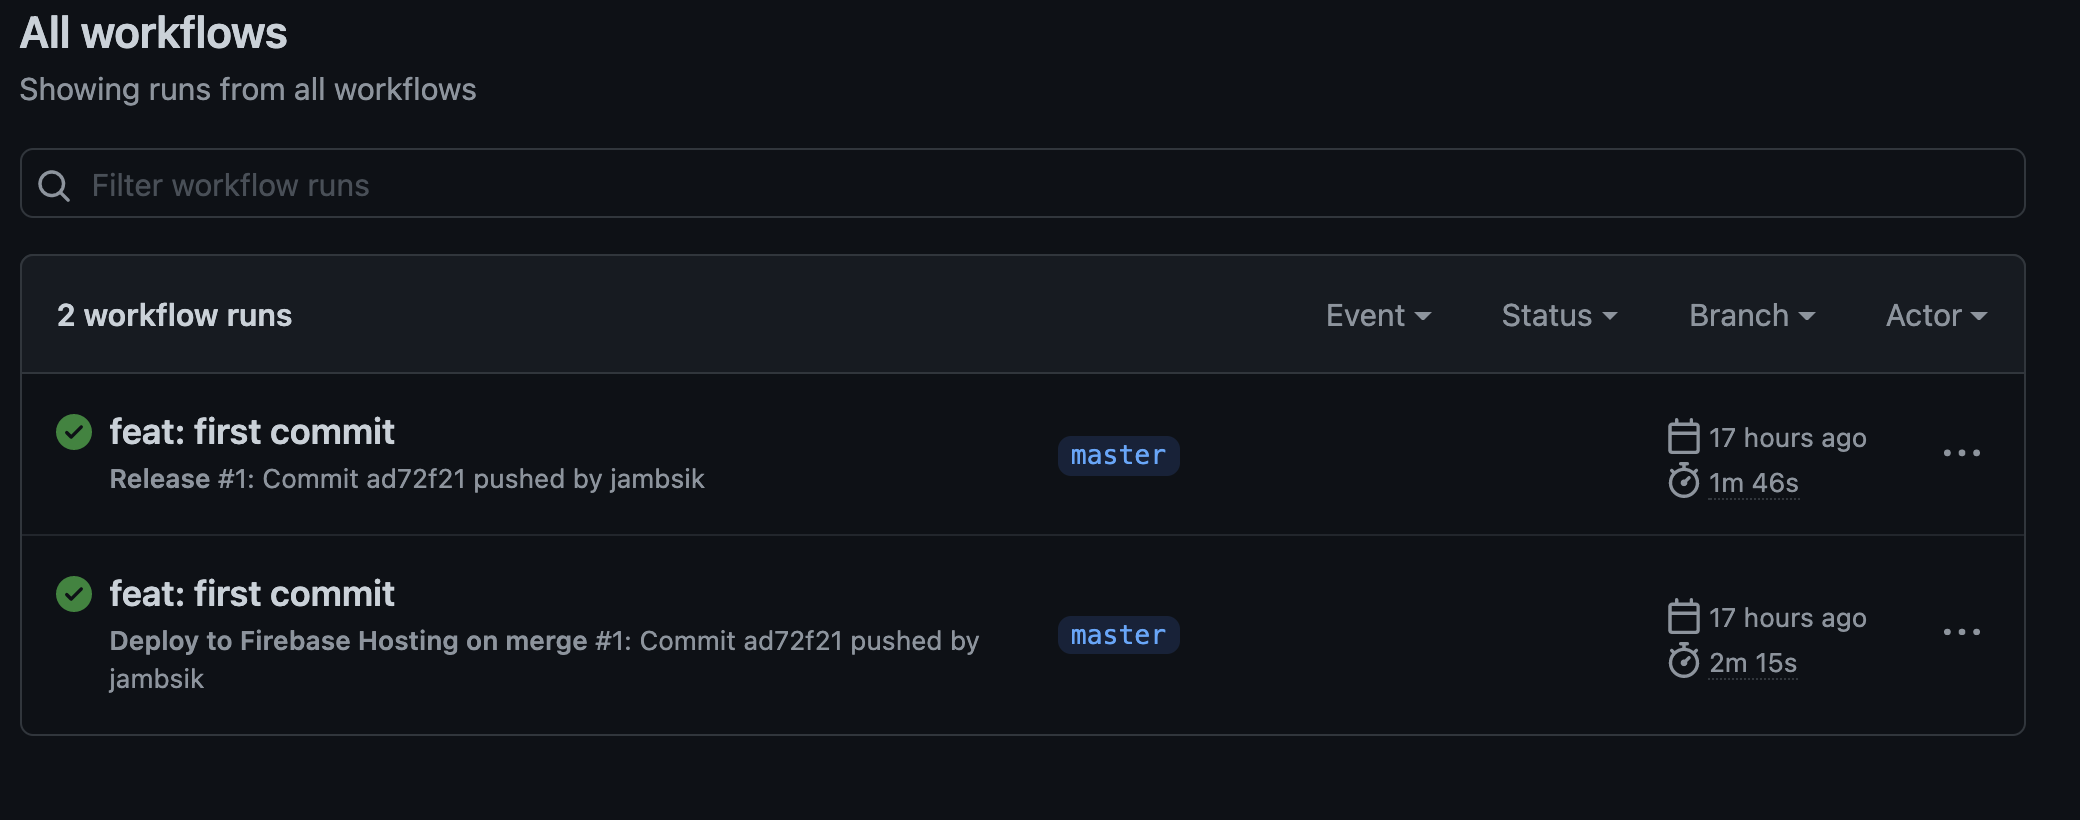 All workflows
Showing runs from all workflows
Filter workflow runs
2 workflow runs
Event
Status
Branch
Actor
feat: first commit
Release #1: Commit ad72f21 pushed by jambsik
master
17 hours ago
1m 46s
feat: first commit
Deploy to Firebase Hosting on merge #1: Commit ad72f21 pushed by
jambsik
master
17 hours ago
2m 15s